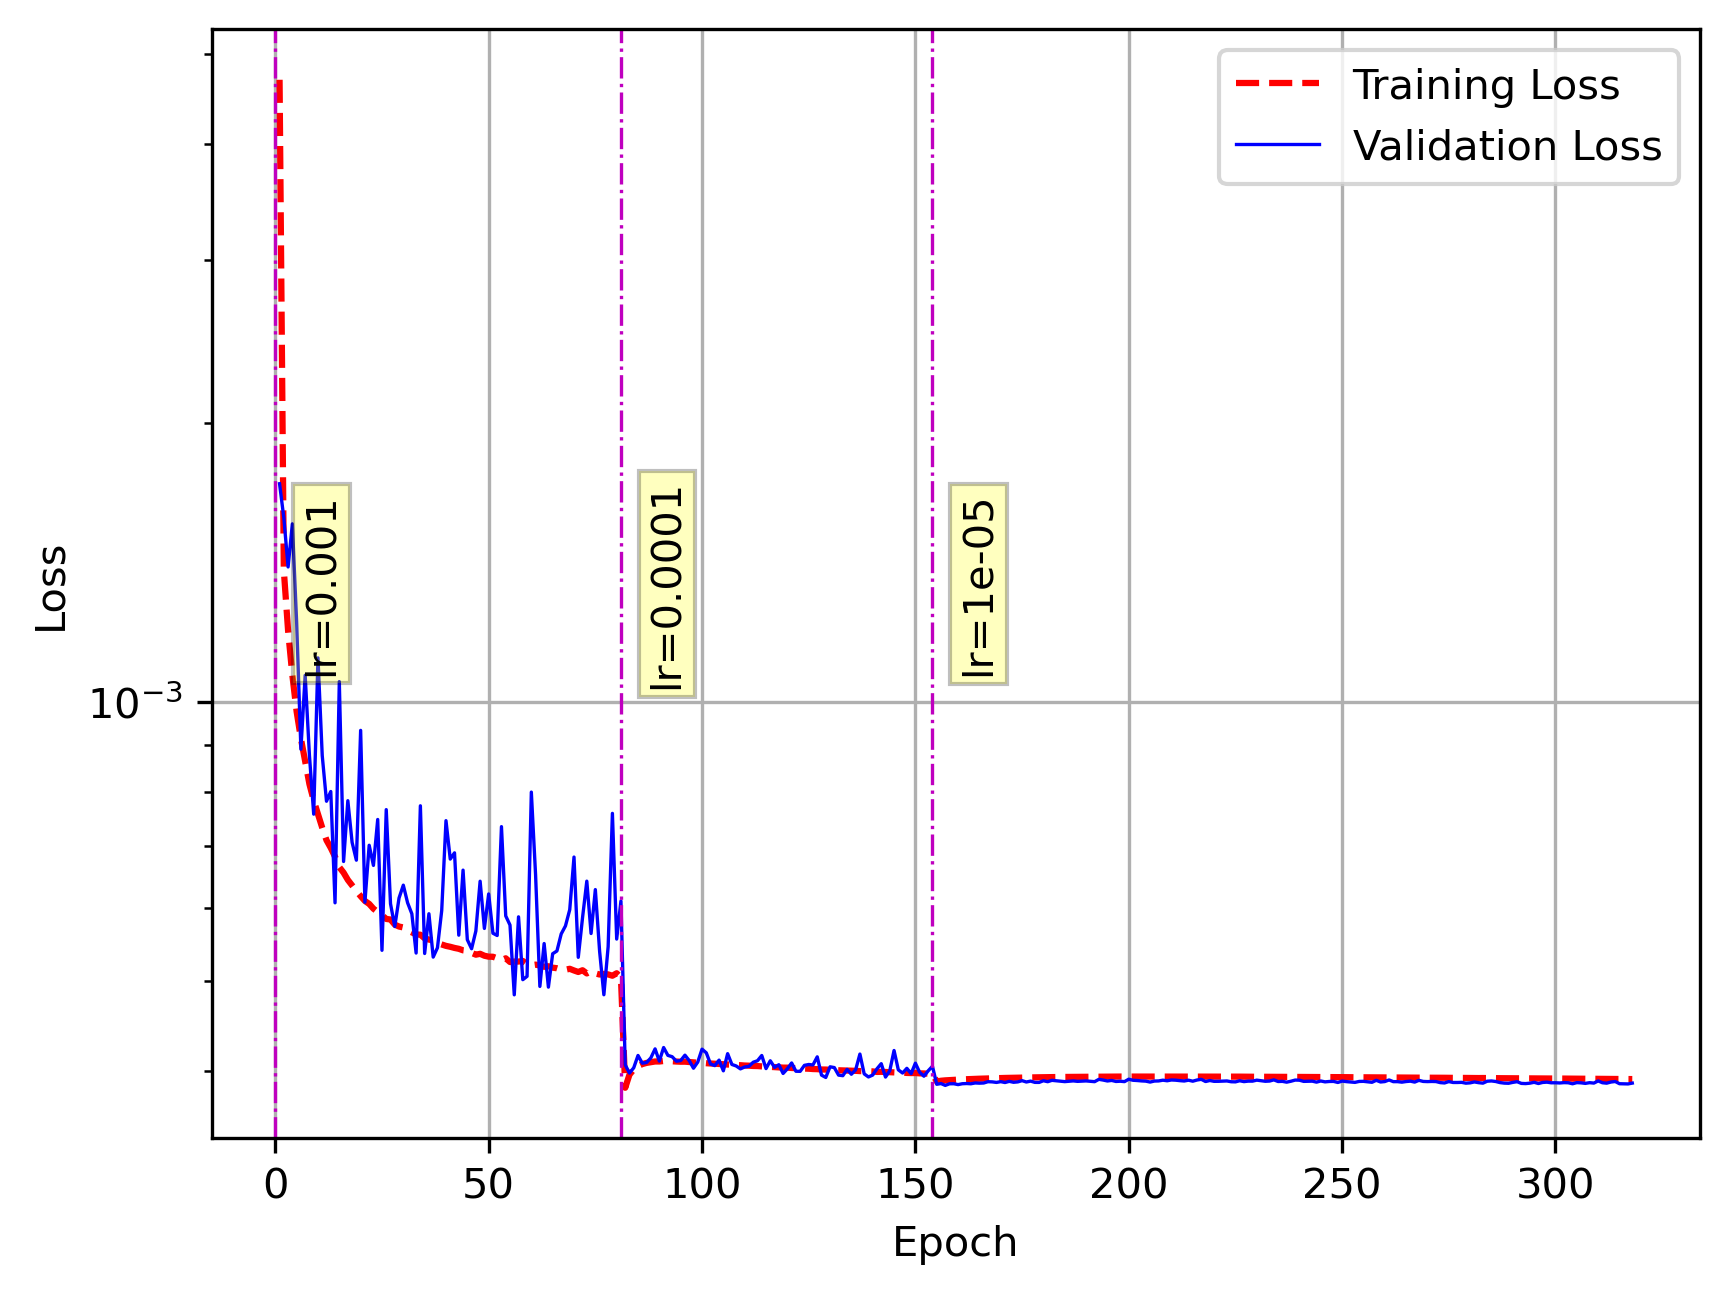 Training Loss
Validation Loss
lr=0.001
lr=0.0001
lr=1e-05
Loss
10⁻³
0 50 100 150 200 250 300
Epoch